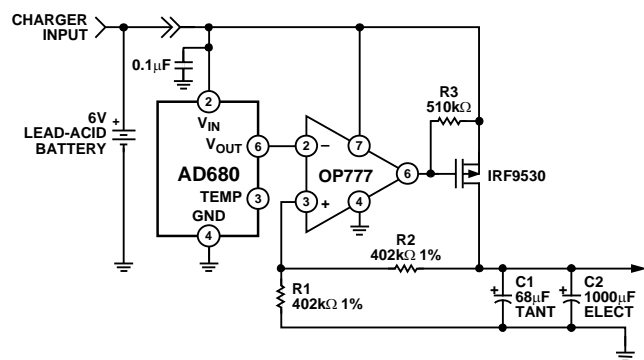 CHARGER
INPUT
0.1μF
6V
LEAD-ACID
BATTERY
+
2
VIN
VOUT
6
AD680
TEMP
3
GND
4
2
−
7
OP777
6
3
+
4
R3
510kΩ
IRF9530
R2
402kΩ 1%
R1
402kΩ 1%
+
C1
68μF
TANT
+
C2
1000μF
ELECT